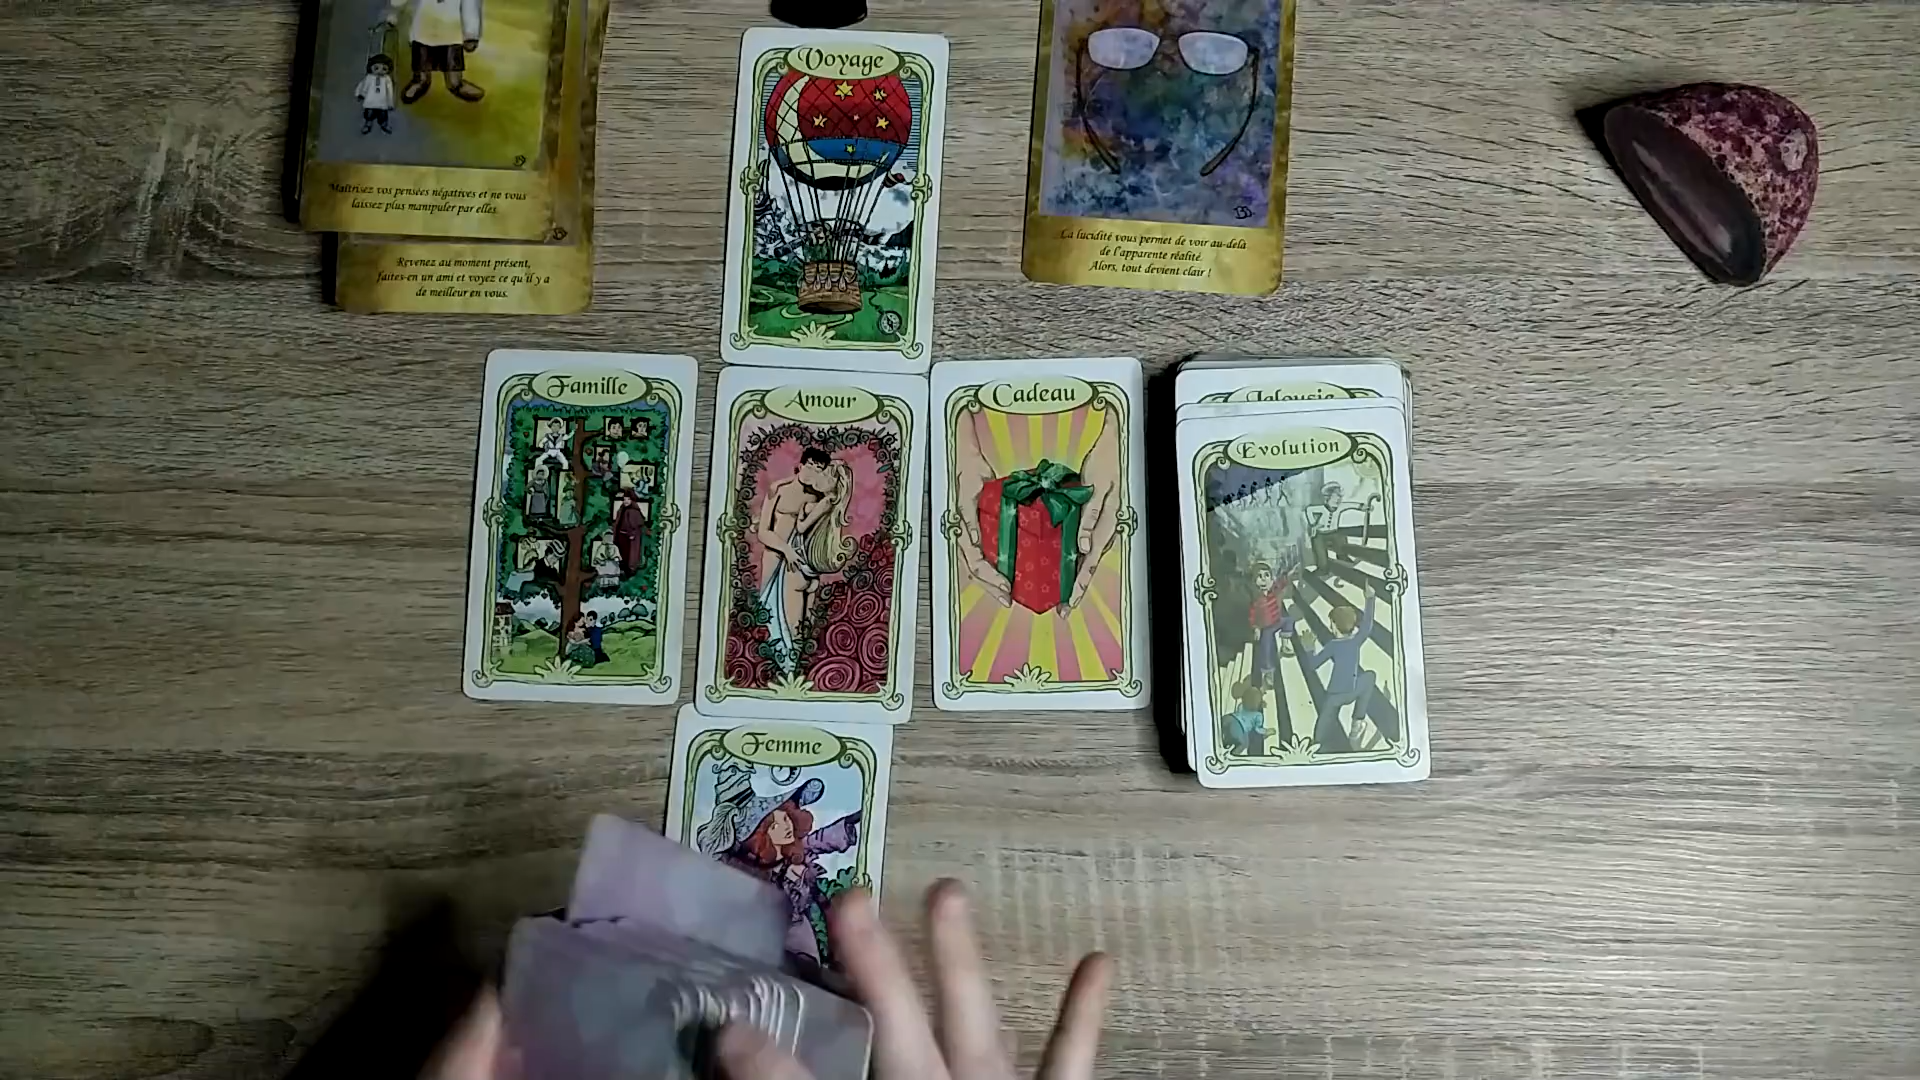 Maîtrisez vos pensées négatives et ne vous
laissez plus manipuler par elles.
Revenez au moment présent,
faites-en un ami et voyez ce qu'il y a
de meilleur en vous.
Voyage
La lucidité vous permet de voir au-delà
de l'apparente réalité.
Alors, tout devient clair !
Famille
Amour
Cadeau
Jalousie
Evolution
Femme